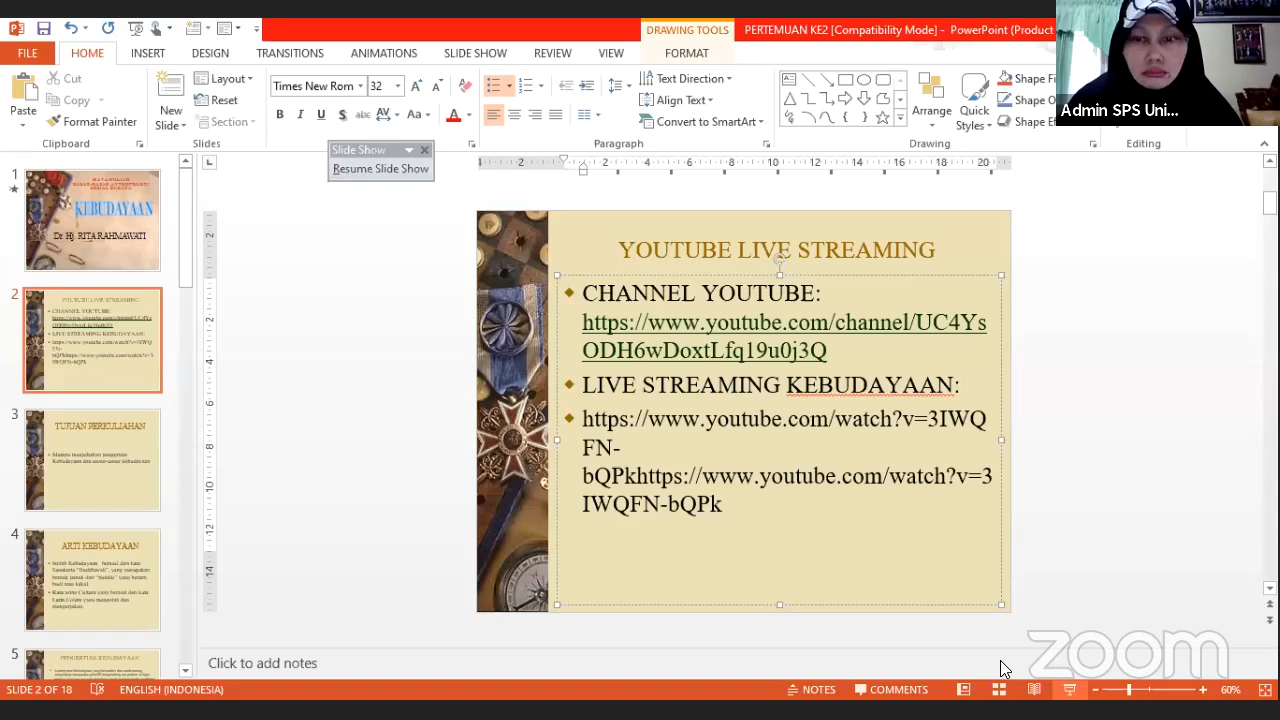 DRAWING TOOLS
PERTEMUAN KE2 [Compatibility Mode] - PowerPoint (Product
FILE
HOME
INSERT
DESIGN
TRANSITIONS
ANIMATIONS
SLIDE SHOW
REVIEW
VIEW
FORMAT
Admin SPS Uni...
Cut
Copy
Format Painter
Paste
Clipboard
New Slide
Layout
Reset
Section
Slides
Times New Rom
32
Text Direction
Align Text
Convert to SmartArt
Paragraph
Arrange
Quick Styles
Shape Fi
Shape O
Shape E
Drawing
Editing
Slide Show
Resume Slide Show
1
KEBUDAYAAN
Dr. Hj. RITA RAHMAWATI
2
3
TUJUAN PERKULIAHAN
4
ARTI KEBUDAYAAN
5
YOUTUBE LIVE STREAMING
CHANNEL YOUTUBE:
https://www.youtube.com/channel/UC4Ys
ODH6wDoxtLfq19u0j3Q
LIVE STREAMING KEBUDAYAAN:
https://www.youtube.com/watch?v=3IWQ
FN-
bQPkhttps://www.youtube.com/watch?v=3
IWQFN-bQPk
Click to add notes
zoom
SLIDE 2 OF 18
ENGLISH (INDONESIA)
NOTES
COMMENTS
60%